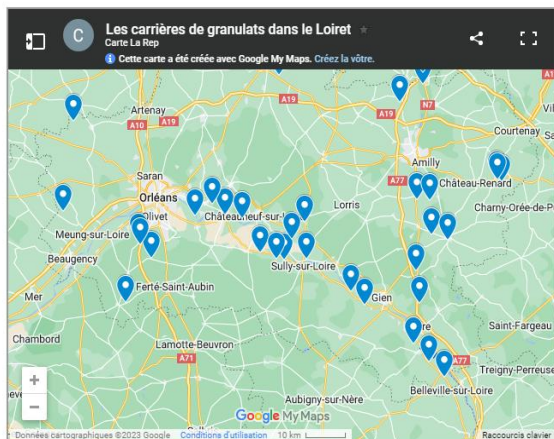 C
Les carrières de granulats dans le Loiret
Carte La Rep
Cette carte a été créée avec Google My Maps. Créez la vôtre.
A19
N7
Artenay
A10
A19
A19
Courtenay
Saran
Amilly
Orléans
A77
Château-Renard
Olivet
Lorris
Charny-Orée-de-P
Meung-sur-Loire
Beaugency
Sully-sur-Loire
Mer
Ferté-Saint-Aubin
Gien
Chambord
Saint-Fargeau
Lamotte-Beuvron
A71
A77
Treigny-Perreuse
Belleville-sur-Loire
Aubigny-sur-Nère
Google My Maps
Données cartographiques ©2023 Google
Conditions d'utilisation
10 km
Raccourcis clavier